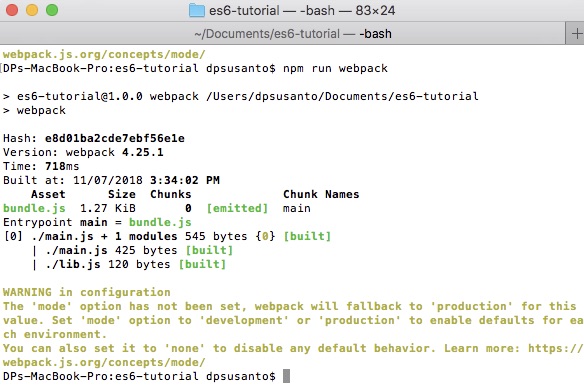 es6-tutorial — -bash — 83×24
~/Documents/es6-tutorial — -bash
webpack.js.org/concepts/mode/
DPs-MacBook-Pro:es6-tutorial dpsusanto$ npm run webpack
> es6-tutorial@1.0.0 webpack /Users/dpsusanto/Documents/es6-tutorial
> webpack
Hash: e8d01ba2cde7ebf56e1e
Version: webpack 4.25.1
Time: 718ms
Built at: 11/07/2018 3:34:02 PM
Asset Size Chunks Chunk Names
bundle.js 1.27 KiB 0 [emitted] main
Entrypoint main = bundle.js
[0] ./main.js + 1 modules 545 bytes {0} [built]
| ./main.js 425 bytes [built]
| ./lib.js 120 bytes [built]
WARNING in configuration
The 'mode' option has not been set, webpack will fallback to 'production' for this
value. Set 'mode' option to 'development' or 'production' to enable defaults for ea
ch environment.
You can also set it to 'none' to disable any default behavior. Learn more: https://
webpack.js.org/concepts/mode/
DPs-MacBook-Pro:es6-tutorial dpsusanto$